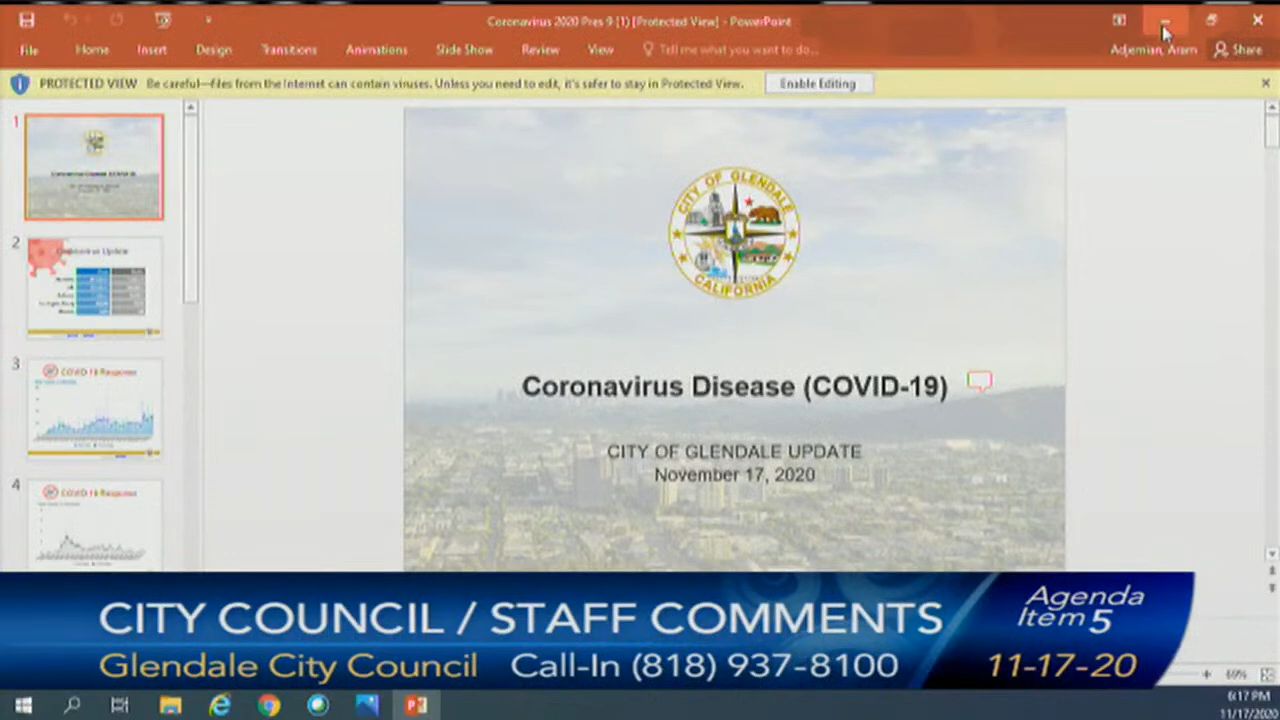 Coronavirus 2020 Pres 9 (1) [Protected View] - PowerPoint
File Home Insert Design Transitions Animations Slide Show Review View Tell me what you want to do... Adjemian, Aram Share
PROTECTED VIEW Be careful—files from the Internet can contain viruses. Unless you need to edit, it's safer to stay in Protected View. Enable Editing
1
2
Coronavirus Update
3
COVID-19 Response
4
COVID-19 Response
CITY OF GLENDALE
CALIFORNIA
Coronavirus Disease (COVID-19)
CITY OF GLENDALE UPDATE
November 17, 2020
CITY COUNCIL / STAFF COMMENTS
Agenda
Item 5
Glendale City Council Call-In (818) 937-8100
11-17-20
69%
6:17 PM
11/17/2020